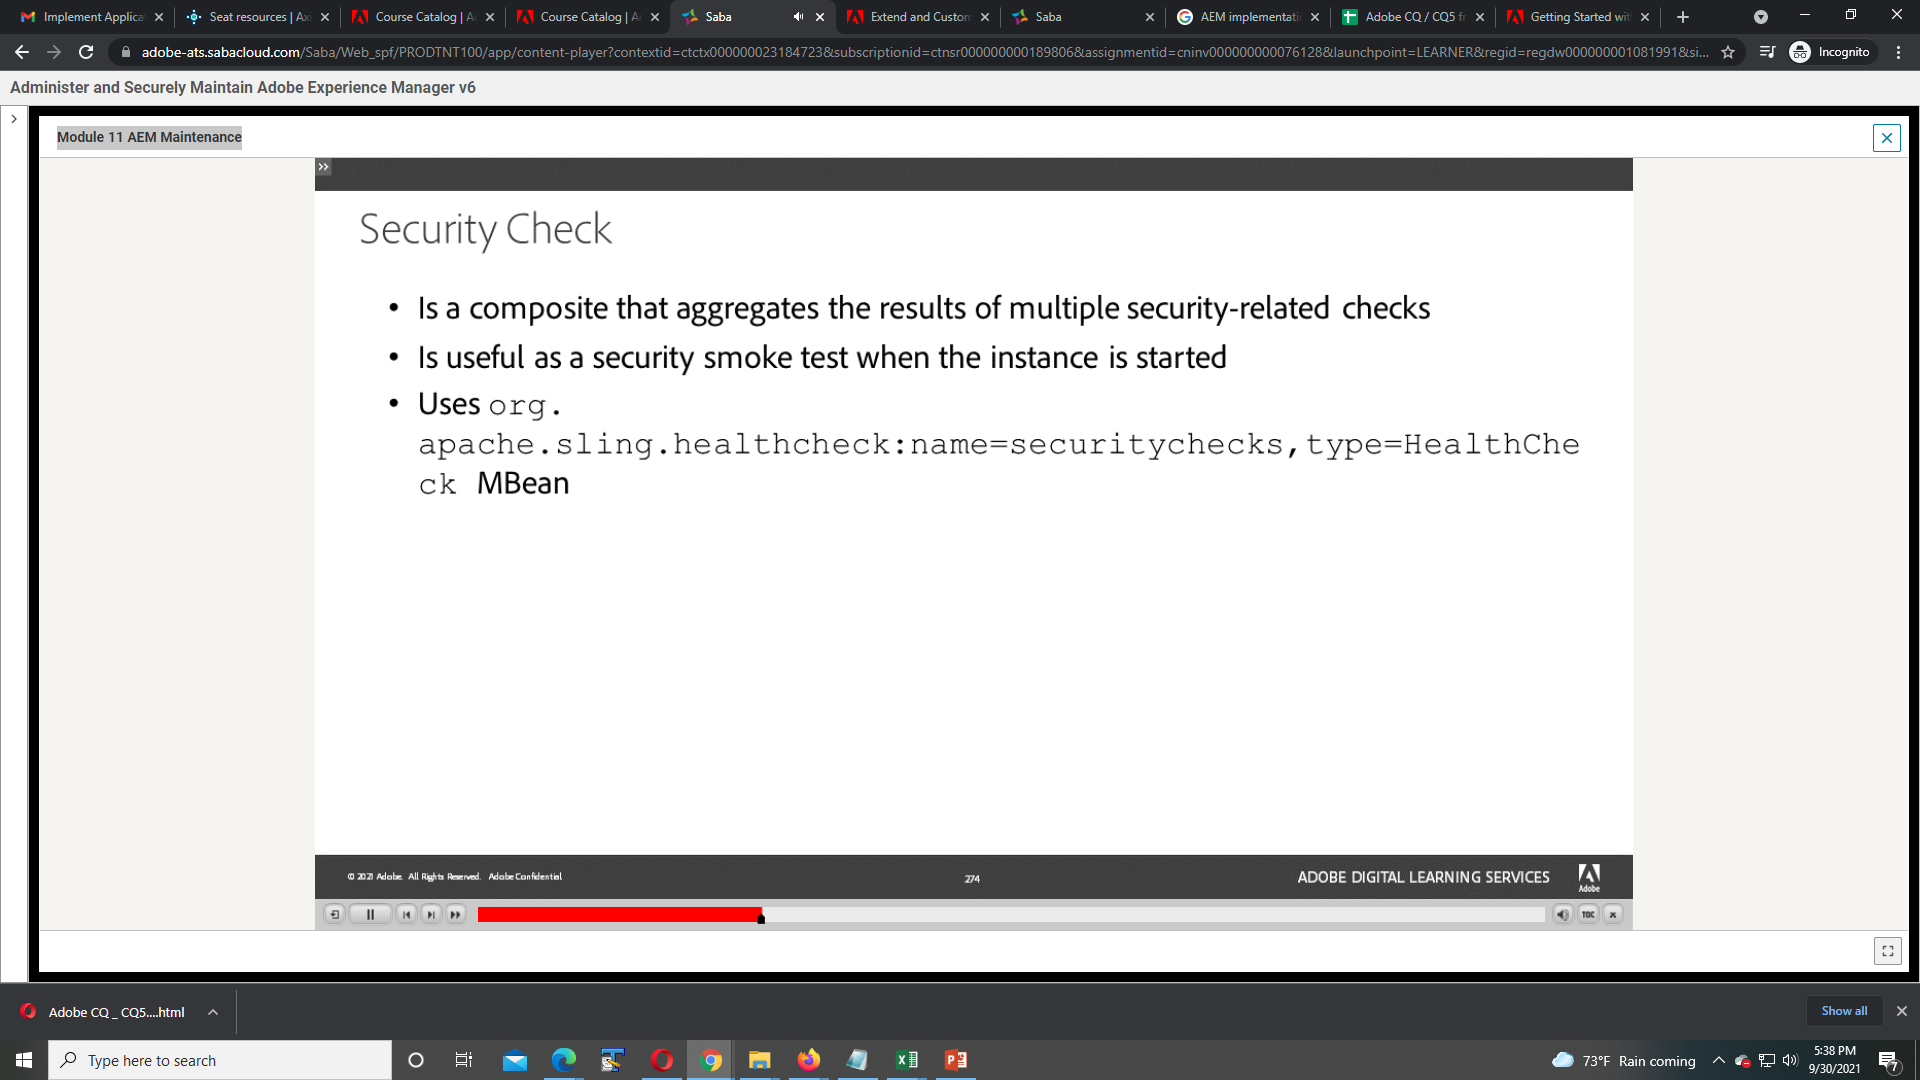 Implement Applica
Seat resources | Ax
Course Catalog | A
Course Catalog | A
Saba
Extend and Custom
Saba
AEM implementati
Adobe CQ / CQ5 f
Getting Started wit
adobe-ats.sabacloud.com/Saba/Web_spf/PRODTNT100/app/content-player?contextid=ctctx000000023184723&subscriptionid=ctnsr000000000189806&assignmentid=cninv000000000076128&launchpoint=LEARNER&regid=regdw000000001081991&si...
Incognito
Administer and Securely Maintain Adobe Experience Manager v6
Module 11 AEM Maintenance
Security Check
• Is a composite that aggregates the results of multiple security-related checks
• Is useful as a security smoke test when the instance is started
• Uses org.
apache.sling.healthcheck:name=securitychecks,type=HealthChe
ck MBean
© 2021 Adobe. All Rights Reserved. Adobe Confidential
274
ADOBE DIGITAL LEARNING SERVICES
Adobe
TOC
Adobe CQ _ CQ5....html
Show all
Type here to search
73°F Rain coming
5:38 PM
9/30/2021
7